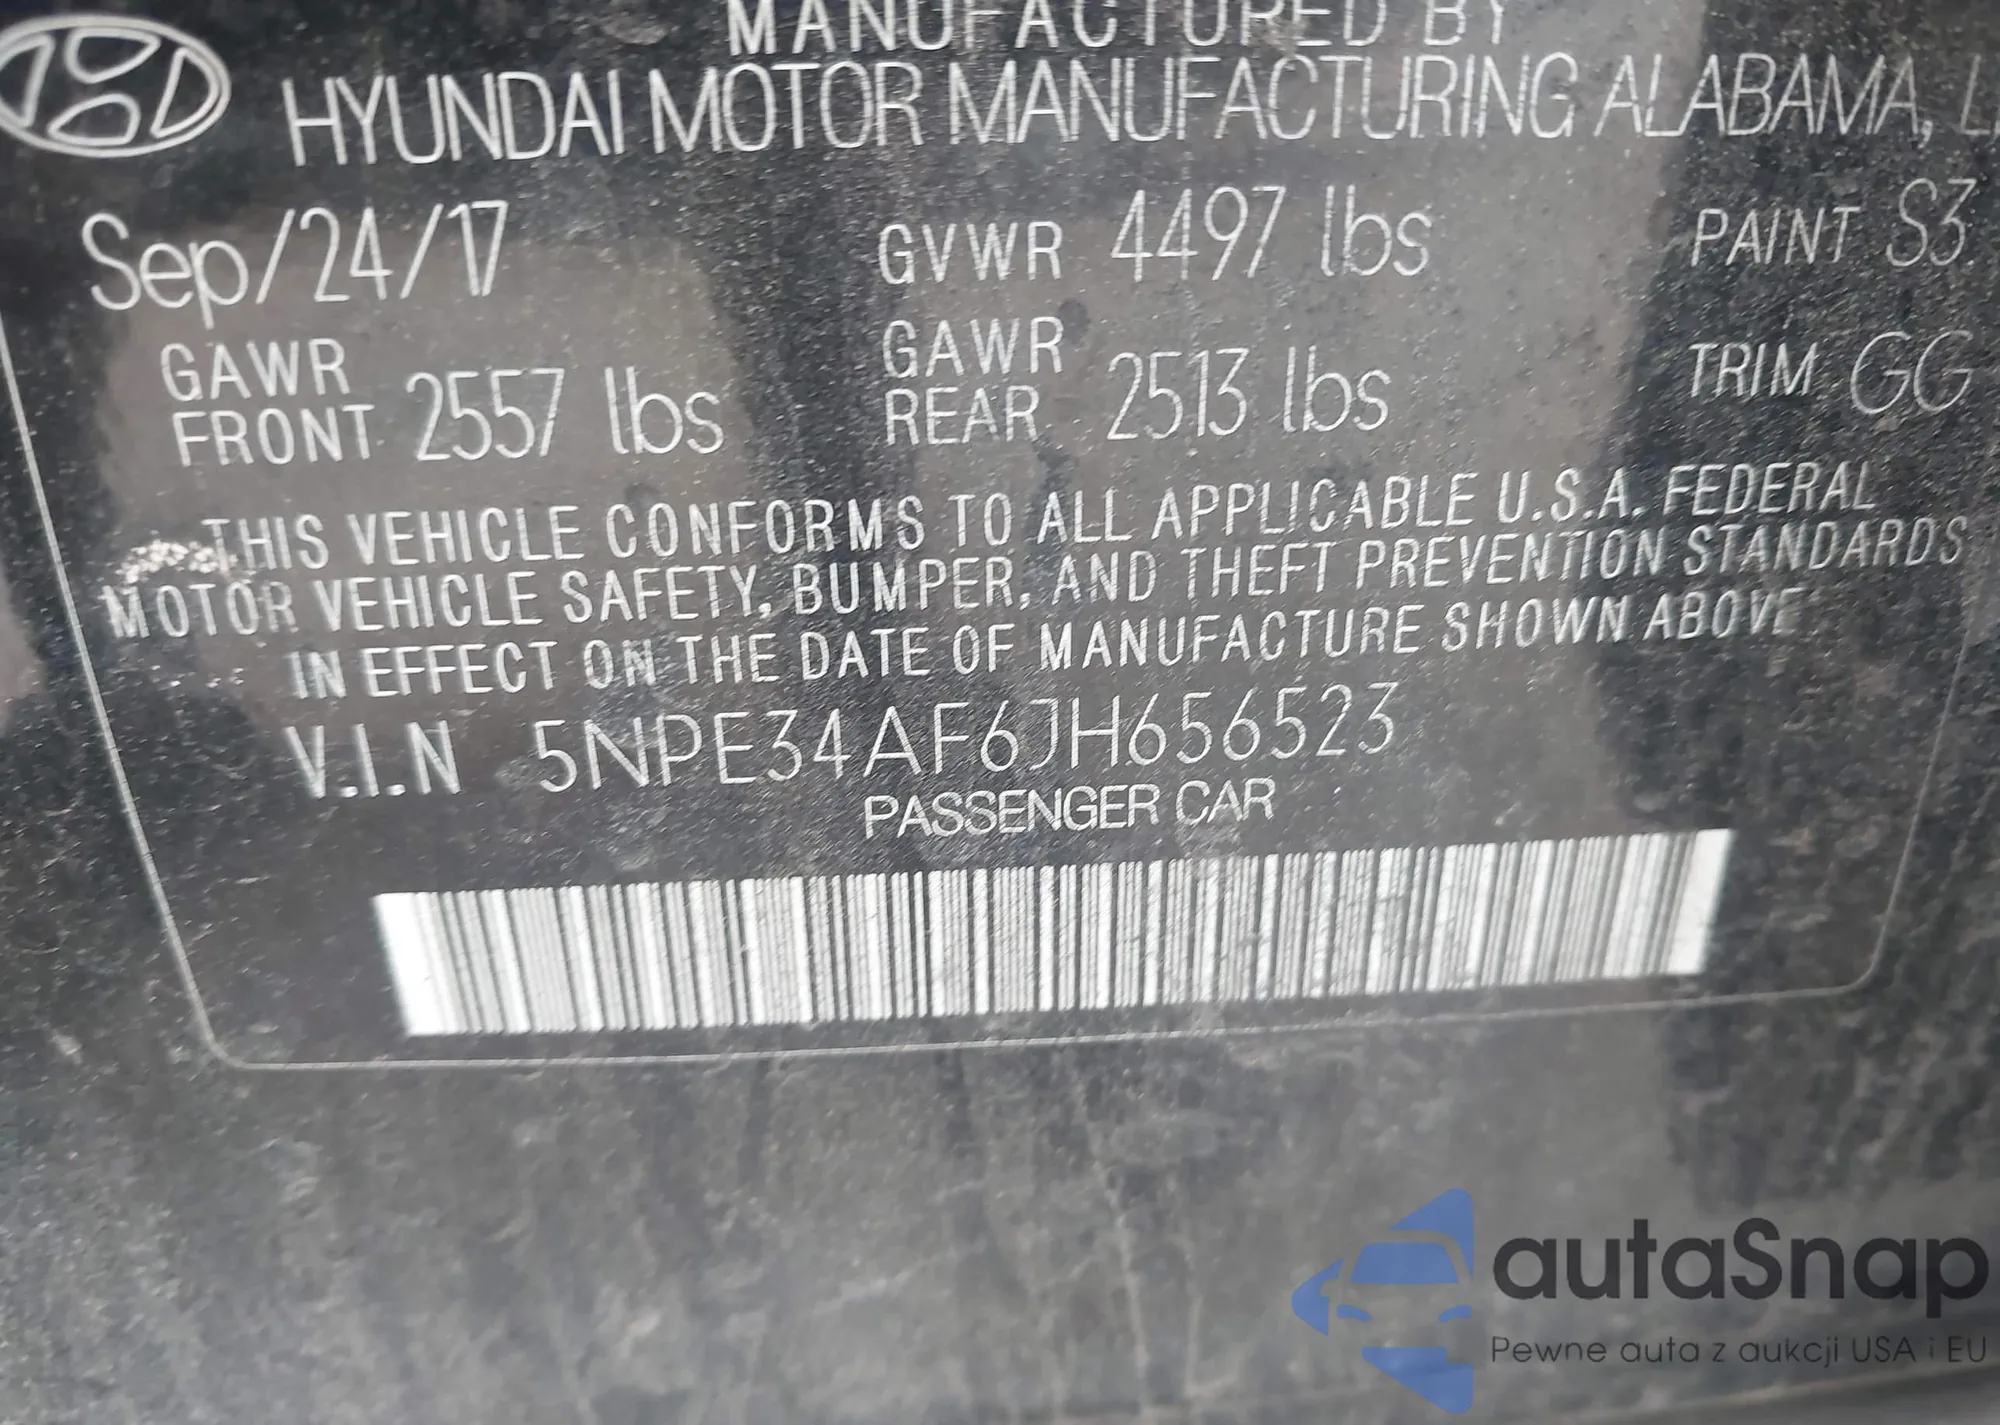 MANUFACTURED BY
HYUNDAI MOTOR MANUFACTURING ALABAMA,
Sep/24/17 GVWR 4497 lbs PAINT S3
GAWR FRONT 2557 lbs GAWR REAR 2513 lbs TRIM GG
THIS VEHICLE CONFORMS TO ALL APPLICABLE U.S.A. FEDERAL
MOTOR VEHICLE SAFETY, BUMPER, AND THEFT PREVENTION STANDARDS
IN EFFECT ON THE DATE OF MANUFACTURE SHOWN ABOVE
V.I.N 5NPE34AF6JH656523
PASSENGER CAR
autaSnap
Pewne auta z aukcji USA i EU